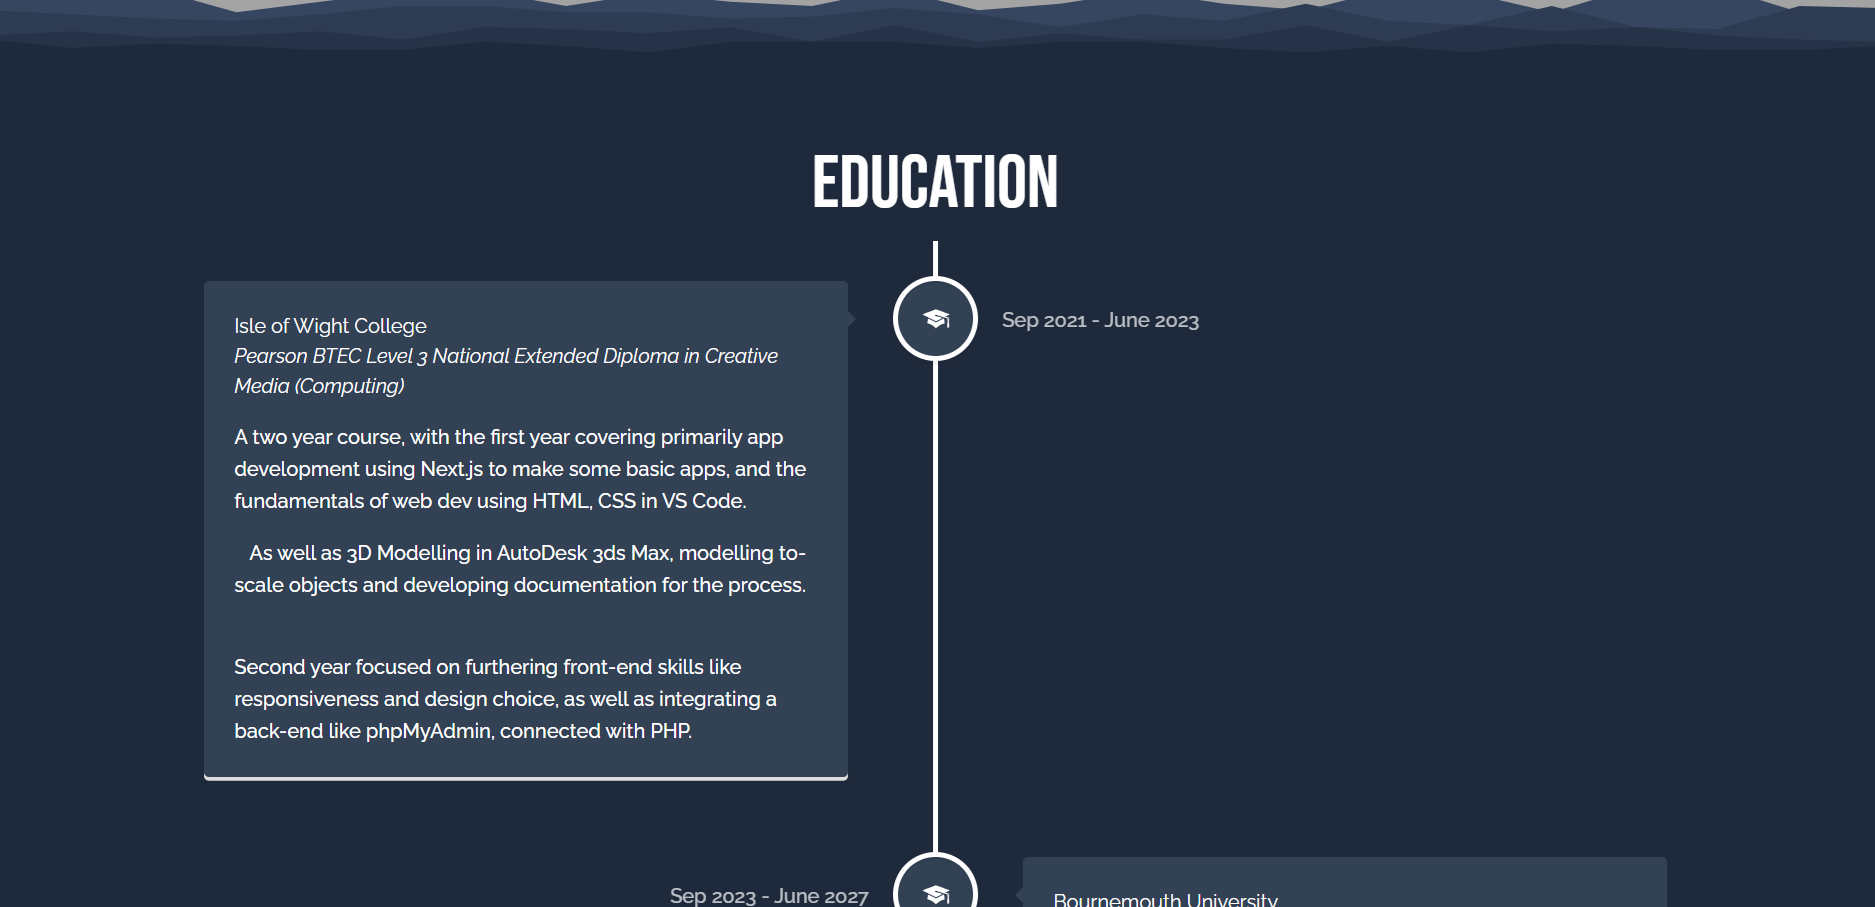 EDUCATION
Isle of Wight College
Pearson BTEC Level 3 National Extended Diploma in Creative
Media (Computing)
Sep 2021 - June 2023
A two year course, with the first year covering primarily app
development using Next.js to make some basic apps, and the
fundamentals of web dev using HTML, CSS in VS Code.
As well as 3D Modelling in AutoDesk 3ds Max, modelling to-
scale objects and developing documentation for the process.
Second year focused on furthering front-end skills like
responsiveness and design choice, as well as integrating a
back-end like phpMyAdmin, connected with PHP.
Sep 2023 - June 2027
Bournemouth University